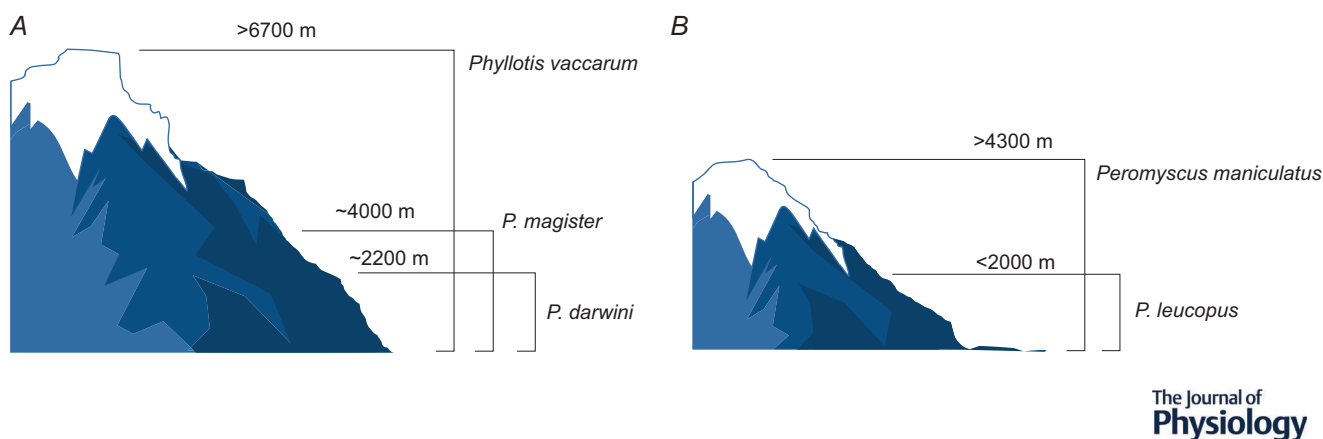 A
>6700 m
Phyllotis vaccarum
~4000 m
P. magister
~2200 m
P. darwini
B
>4300 m
Peromyscus maniculatus
<2000 m
P. leucopus
The Journal of
Physiology